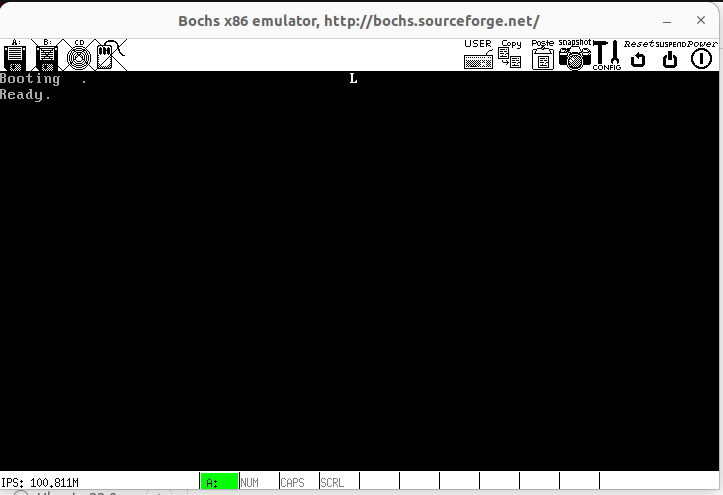 Bochs x86 emulator, http://bochs.sourceforge.net/
A: B: CD USER Copy Paste snapshot CONFIG Reset SUSPEND Power
Booting . L
Ready.
IPS: 100.811M A: NUM CAPS SCRL